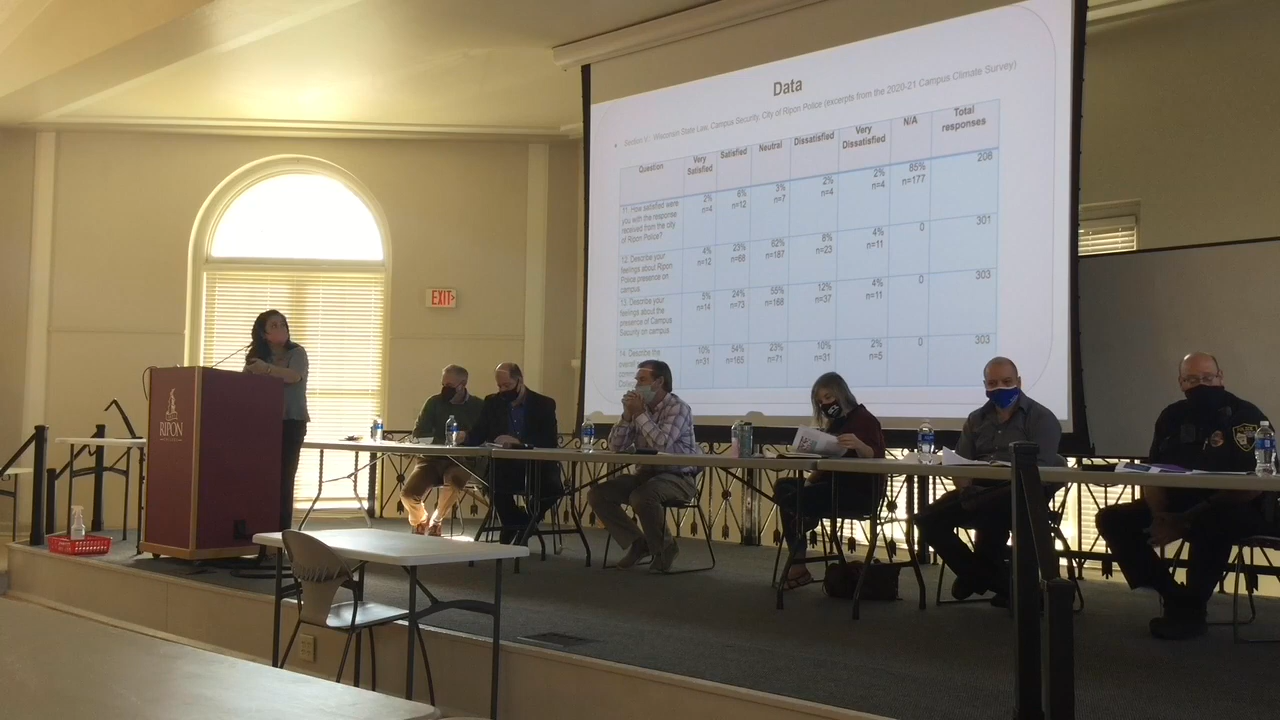 Data
Section V: Wisconsin State Law, Campus Security, City of Ripon Police (excerpts from the 2020-21 Campus Climate Survey)
Question Very Satisfied Satisfied Neutral Dissatisfied Very Dissatisfied N/A Total responses
11. How satisfied were you with the response received from the city of Ripon Police? 2% n=4 6% n=12 3% n=7 2% n=4 2% n=4 85% n=177 208
12. Describe your feelings about Ripon Police presence on campus 4% n=12 23% n=68 62% n=187 8% n=23 4% n=11 0 301
13. Describe your feelings about the presence of Campus Security on campus 5% n=14 24% n=73 55% n=168 12% n=37 4% n=11 0 303
14. Describe the 10% n=31 54% n=165 23% n=71 10% n=31 2% n=5 0 303
EXIT
RIPON
COLLEGE